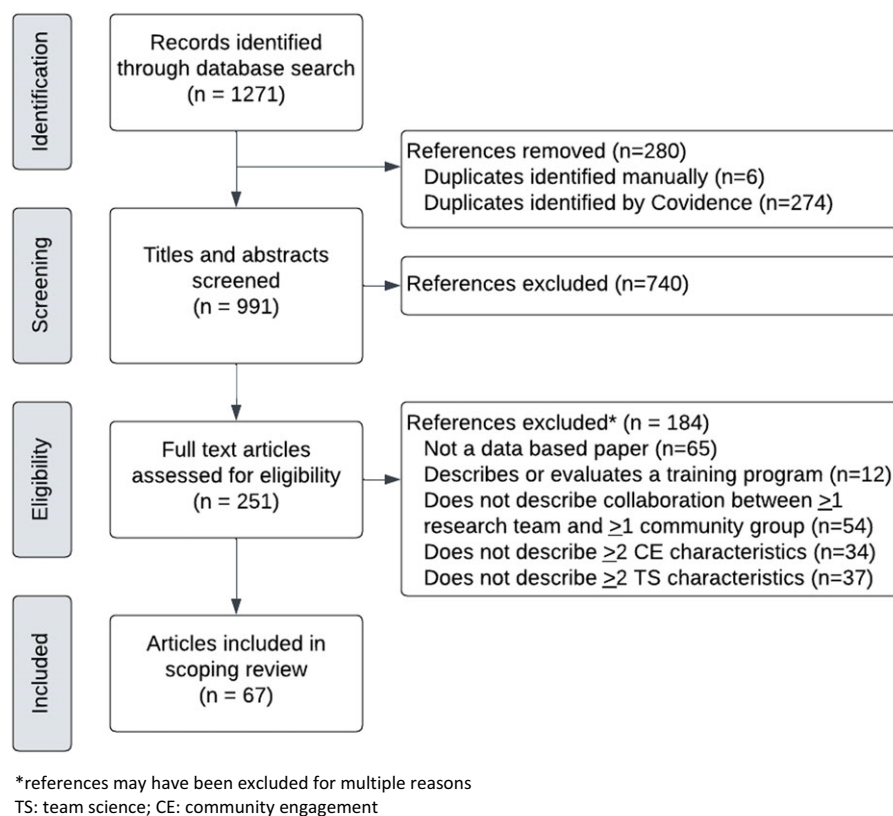 Identification
Records identified
through database search
(n = 1271)
References removed (n=280)
Duplicates identified manually (n=6)
Duplicates identified by Covidence (n=274)
Screening
Titles and abstracts
screened
(n = 991)
References excluded (n=740)
Eligibility
Full text articles
assessed for eligibility
(n = 251)
References excluded* (n = 184)
Not a data based paper (n=65)
Describes or evaluates a training program (n=12)
Does not describe collaboration between ≥1
research team and ≥1 community group (n=54)
Does not describe ≥2 CE characteristics (n=34)
Does not describe ≥2 TS characteristics (n=37)
Included
Articles included in
scoping review
(n = 67)
*references may have been excluded for multiple reasons
TS: team science; CE: community engagement